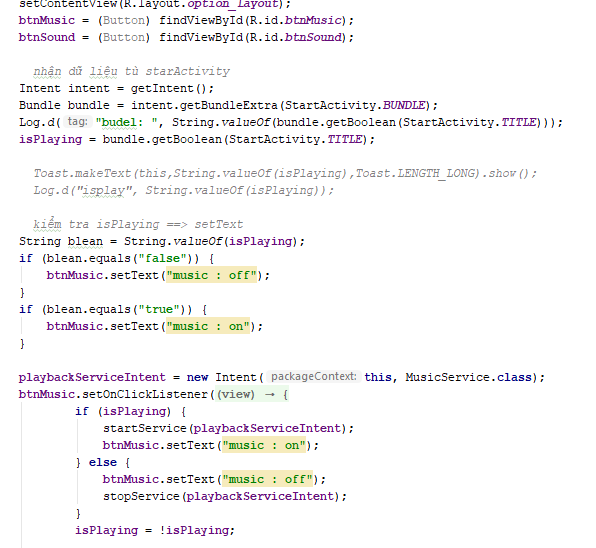 setContentView(R.layout.option_layout);
btnMusic = (Button) findViewById(R.id.btnMusic);
btnSound = (Button) findViewById(R.id.btnSound);
nhận dữ liệu từ starActivity
Intent intent = getIntent();
Bundle bundle = intent.getBundleExtra(StartActivity.BUNDLE);
Log.d( tag: "budel: ", String.valueOf(bundle.getBoolean(StartActivity.TITLE)));
isPlaying = bundle.getBoolean(StartActivity.TITLE);
Toast.makeText(this,String.valueOf(isPlaying),Toast.LENGTH_LONG).show();
Log.d("isplay", String.valueOf(isPlaying));
kiểm tra isPlaying ==> setText
String blean = String.valueOf(isPlaying);
if (blean.equals("false")) {
btnMusic.setText("music : off");
}
if (blean.equals("true")) {
btnMusic.setText("music : on");
}
playbackServiceIntent = new Intent( packageContext: this, MusicService.class);
btnMusic.setOnClickListener((view) → {
if (isPlaying) {
startService(playbackServiceIntent);
btnMusic.setText("music : on");
} else {
btnMusic.setText("music : off");
stopService(playbackServiceIntent);
}
isPlaying = !isPlaying;